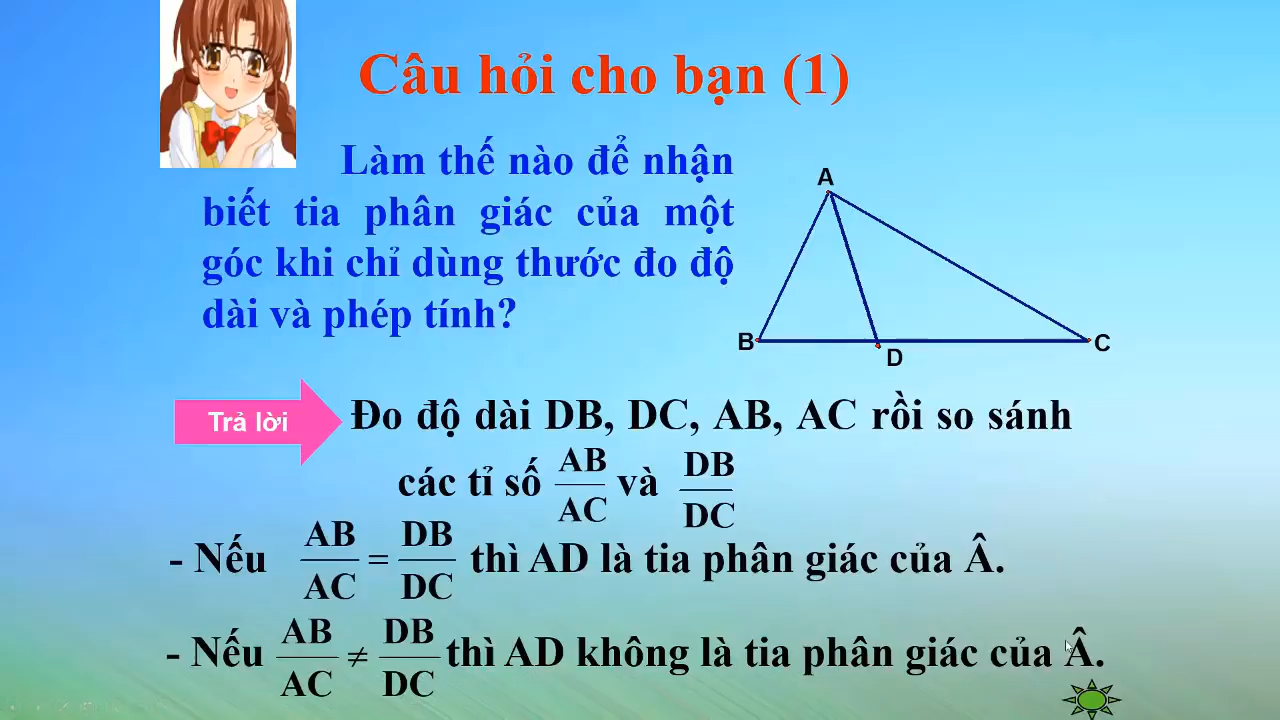 Câu hỏi cho bạn (1)
Làm thế nào để nhận
biết tia phân giác của một
góc khi chỉ dùng thước đo độ
dài và phép tính?
A
B
D
C
Trả lời
Đo độ dài DB, DC, AB, AC rồi so sánh
các tỉ số AB/AC và DB/DC
- Nếu AB/AC = DB/DC thì AD là tia phân giác của Â.
- Nếu AB/AC ≠ DB/DC thì AD không là tia phân giác của Â.